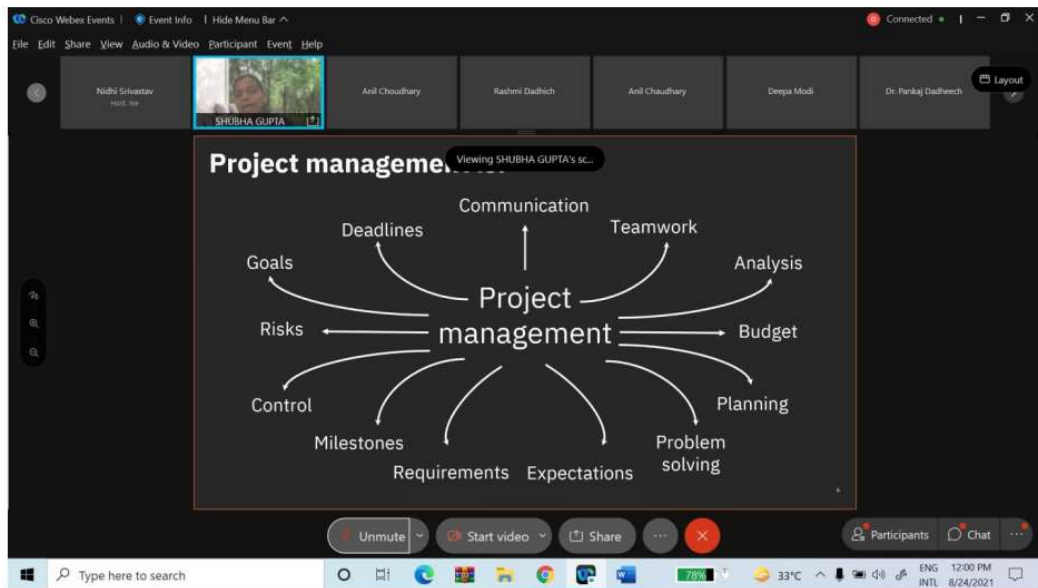 Cisco Webex Events | Event Info | Hide Menu Bar
Connected
File Edit Share View Audio & Video Participant Event Help
Nidhi Srivastav
Host, me
SHUBHA GUPTA
Anil Choudhary
Rashmi Dadhich
Anil Chaudhary
Deepa Modi
Dr. Pankaj Dadheech
Layout
Project manageme
Viewing SHUBHA GUPTA's sc...
Communication
Deadlines
Teamwork
Goals
Analysis
Project
management
Risks
Budget
Control
Planning
Milestones
Problem
solving
Requirements
Expectations
Unmute
Start video
Share
Participants
Chat
Type here to search
78%
33°C
ENG
INTL
12:00 PM
8/24/2021